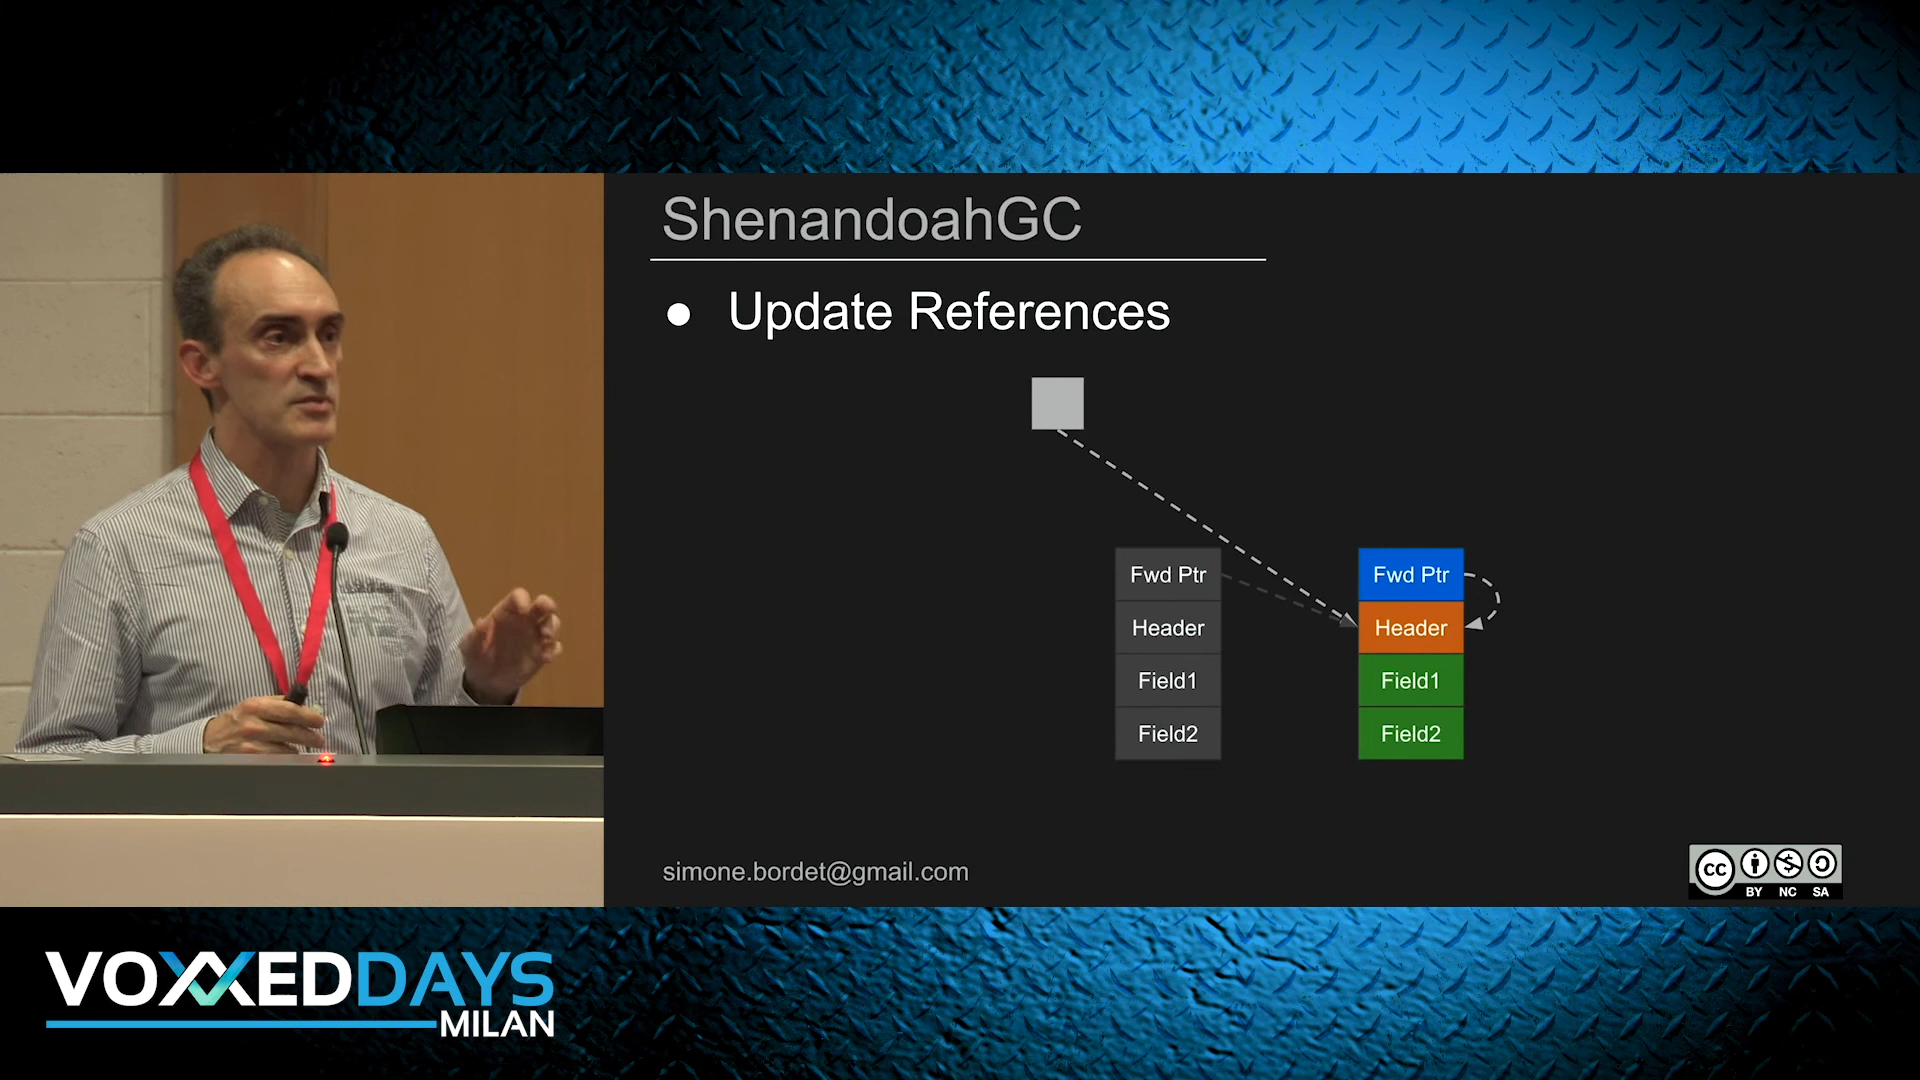 ShenandoahGC
● Update References
Fwd Ptr
Header
Field1
Field2
Fwd Ptr
Header
Field1
Field2
simone.bordet@gmail.com
cc
BY NC SA
VOXXEDDAYS
MILAN